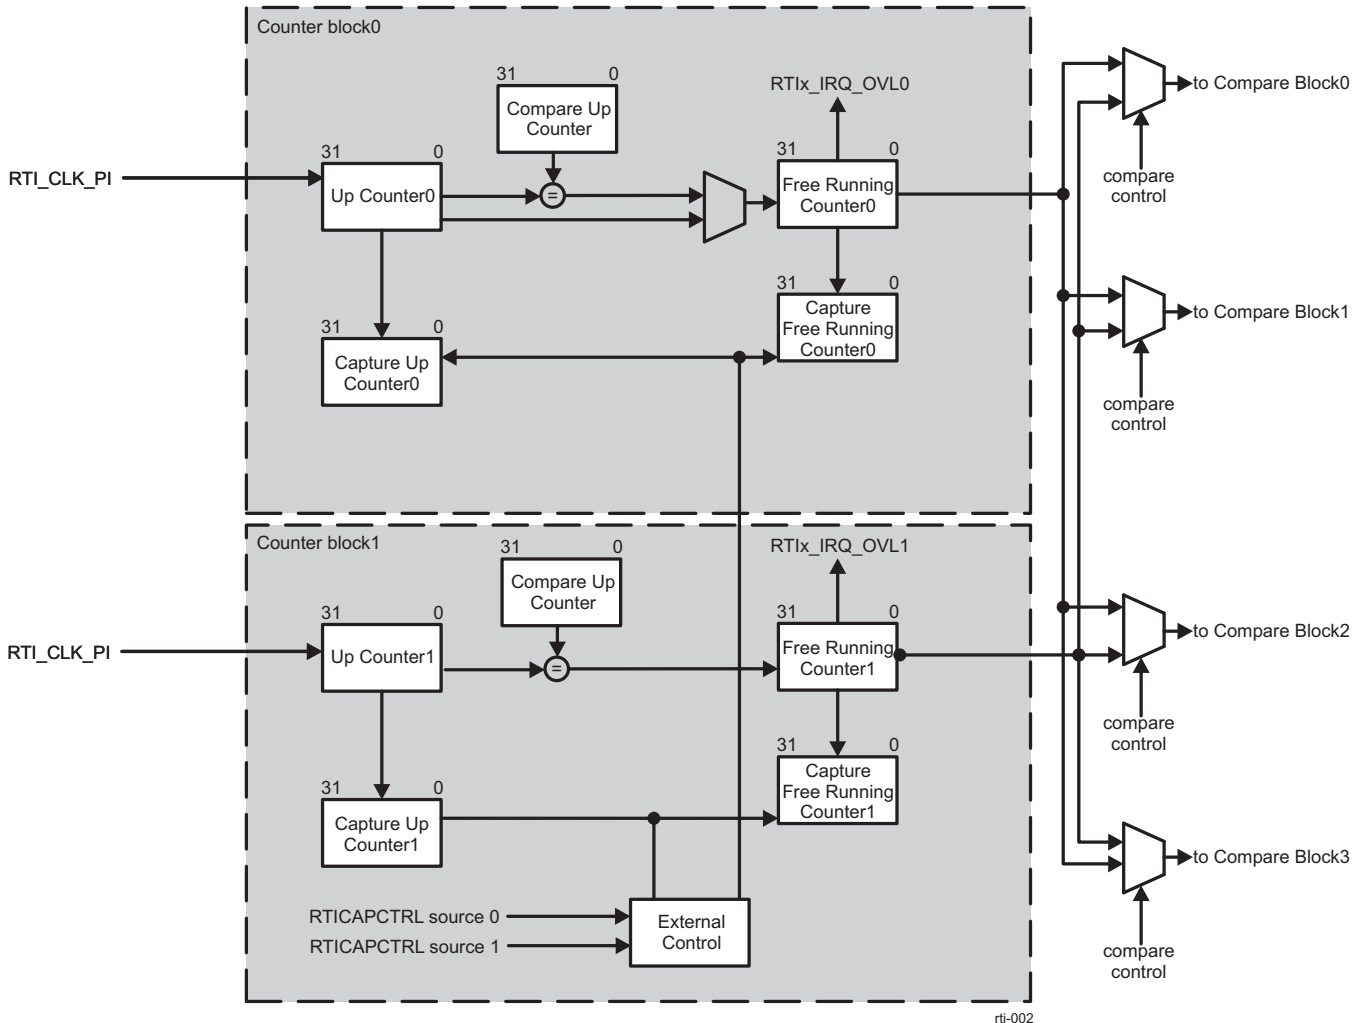 Counter block0
31 0
Compare Up
Counter
RTIx_IRQ_OVL0
to Compare Block0
31 0
31 0
RTI_CLK_PI
Up Counter0
=
Free Running
Counter0
compare
control
31 0
Capture
Free Running
Counter0
31 0
Capture Up
Counter0
to Compare Block1
compare
control
Counter block1
31 0
Compare Up
Counter
RTIx_IRQ_OVL1
31 0
31 0
RTI_CLK_PI
Up Counter1
=
Free Running
Counter1
to Compare Block2
compare
control
31 0
Capture
Free Running
Counter1
31 0
Capture Up
Counter1
to Compare Block3
RTICAPCTRL source 0
RTICAPCTRL source 1
External
Control
compare
control
rti-002